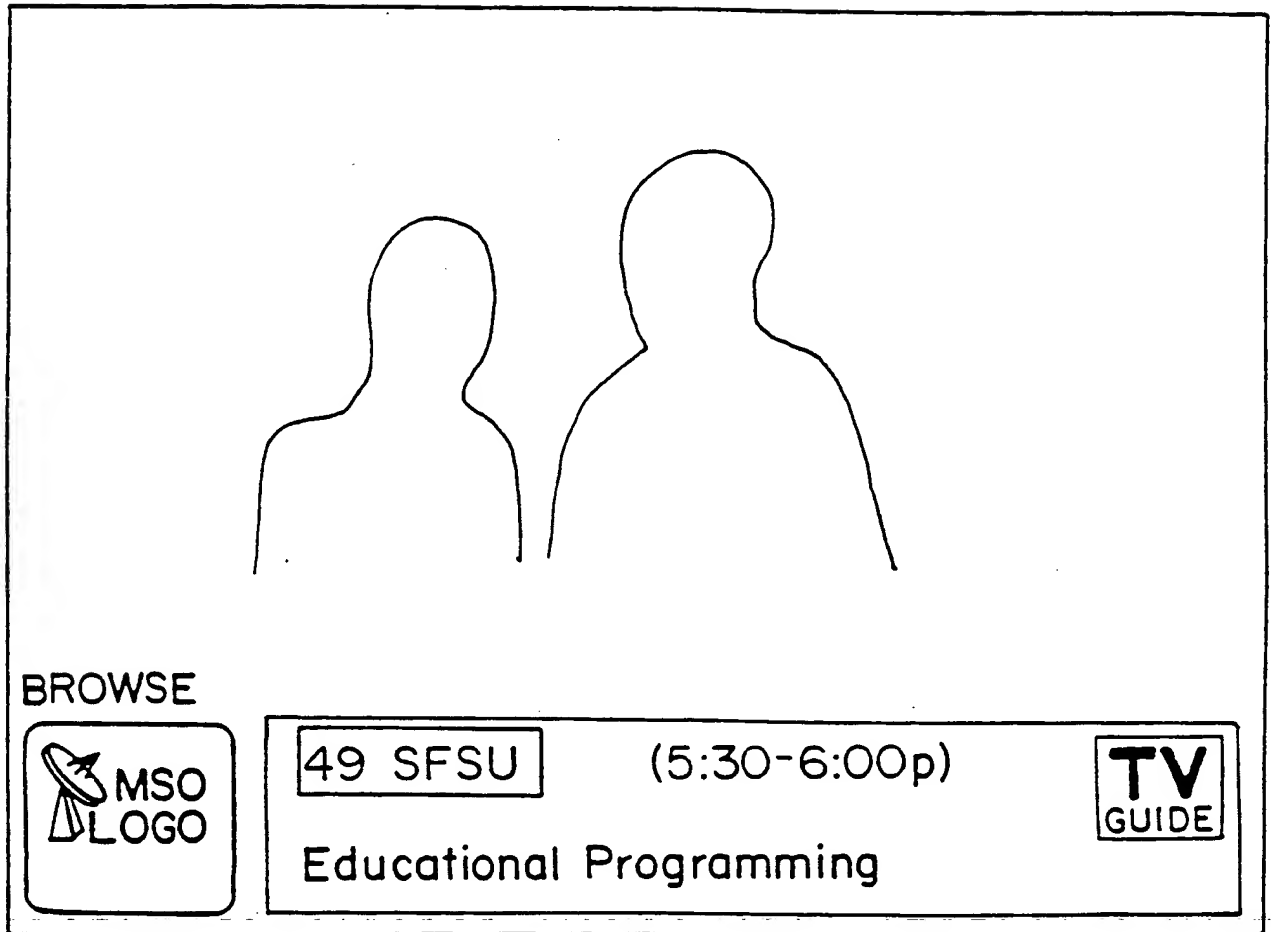 BROWSE
MSO
LOGO
49 SFSU (5:30-6:00p)
Educational Programming
TV
GUIDE